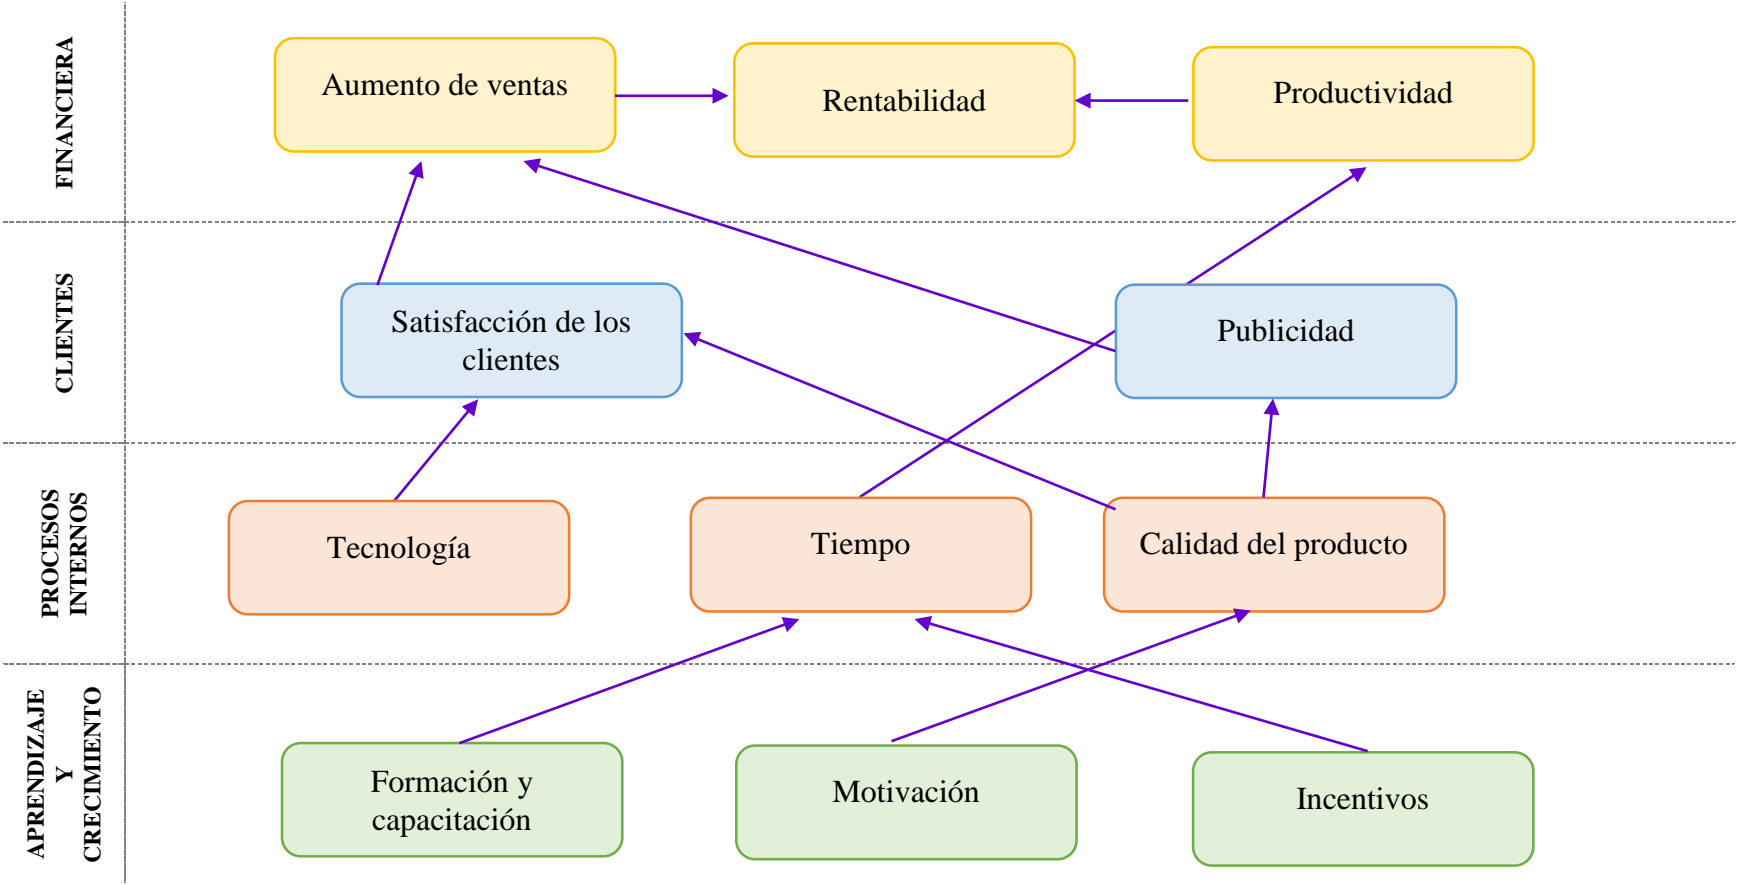 FINANCIERA
Aumento de ventas
Rentabilidad
Productividad
CLIENTES
Satisfacción de los
clientes
Publicidad
PROCESOS
INTERNOS
Tecnología
Tiempo
Calidad del producto
APRENDIZAJE
Y
CRECIMIENTO
Formación y
capacitación
Motivación
Incentivos